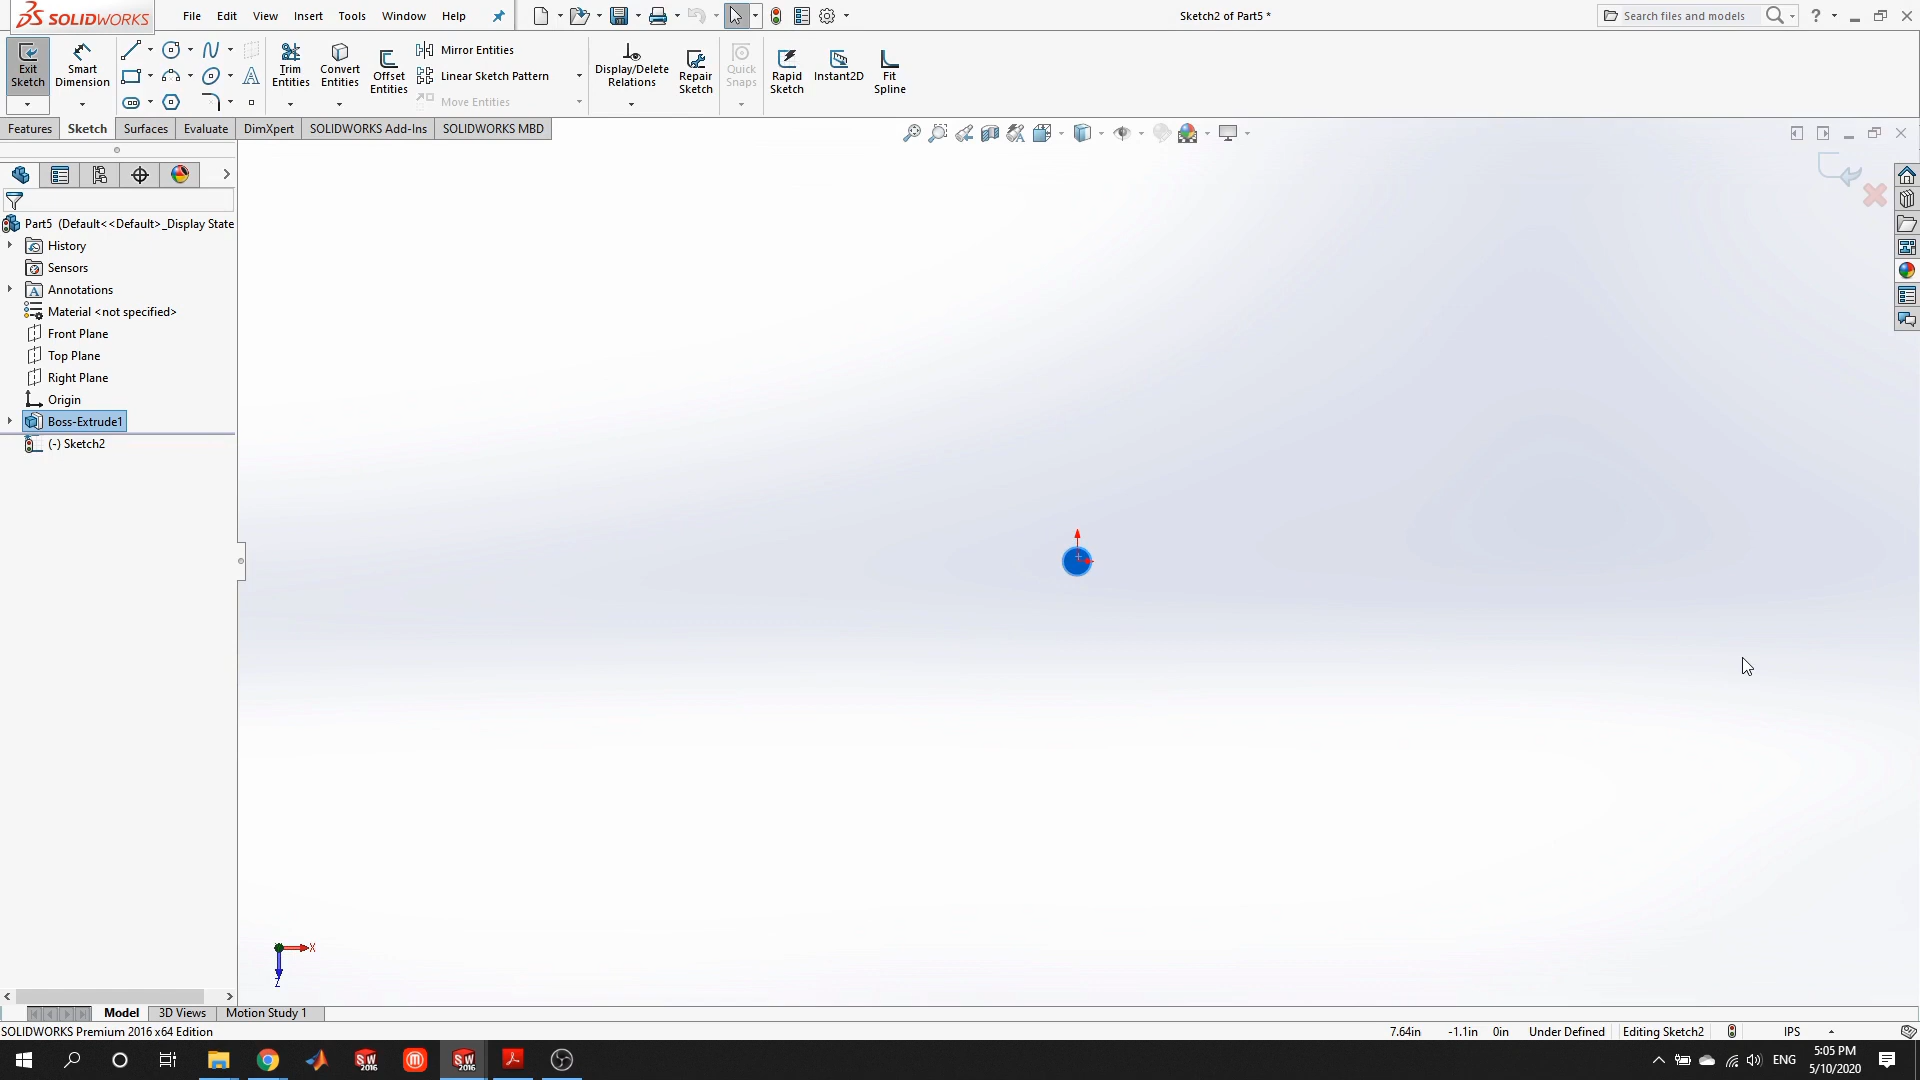 SOLIDWORKS
File Edit View Insert Tools Window Help
Sketch2 of Part5 *
Search files and models
Exit Sketch
Smart Dimension
Trim Entities
Convert Entities
Offset Entities
Mirror Entities
Linear Sketch Pattern
Move Entities
Display/Delete Relations
Repair Sketch
Quick Snaps
Rapid Sketch
Instant2D
Fit Spline
Features Sketch Surfaces Evaluate DimXpert SOLIDWORKS Add-Ins SOLIDWORKS MBD
Part5 (Default<<Default>_Display State
History
Sensors
Annotations
Material <not specified>
Front Plane
Top Plane
Right Plane
Origin
Boss-Extrude1
(-) Sketch2
X
Z
Model 3D Views Motion Study 1
SOLIDWORKS Premium 2016 x64 Edition
7.64in -1.1in 0in Under Defined Editing Sketch2 IPS
SW 2016
SW 2016
ENG
5:05 PM
5/10/2020